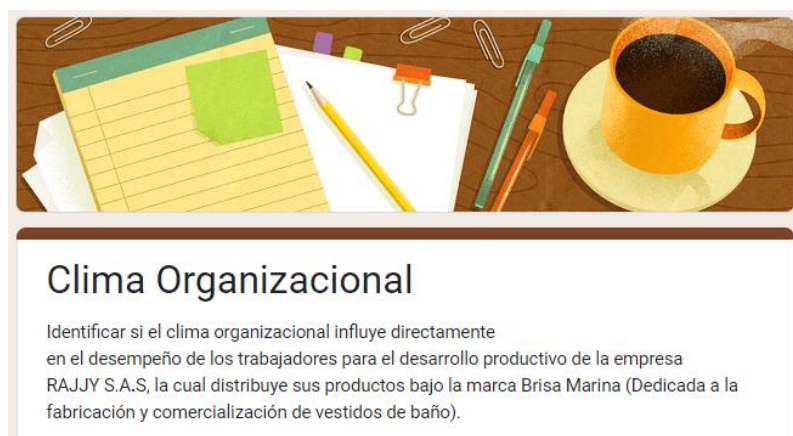 Clima Organizacional
Identificar si el clima organizacional influye directamente
en el desempeño de los trabajadores para el desarrollo productivo de la empresa
RAJJY S.A.S, la cual distribuye sus productos bajo la marca Brisa Marina (Dedicada a la
fabricación y comercialización de vestidos de baño).